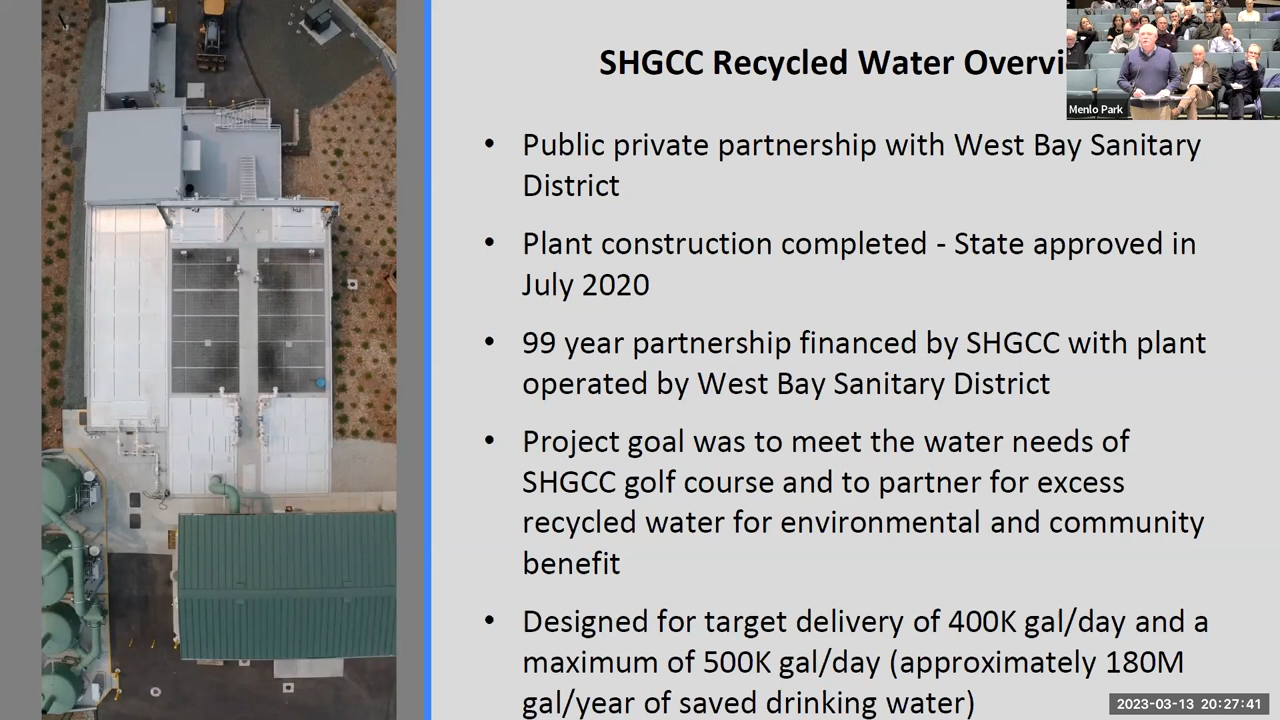 SHGCC Recycled Water Overvi
Menlo Park
• Public private partnership with West Bay Sanitary
District
• Plant construction completed - State approved in
July 2020
• 99 year partnership financed by SHGCC with plant
operated by West Bay Sanitary District
• Project goal was to meet the water needs of
SHGCC golf course and to partner for excess
recycled water for environmental and community
benefit
• Designed for target delivery of 400K gal/day and a
maximum of 500K gal/day (approximately 180M
gal/year of saved drinking water)
2023-03-13 20:27:41